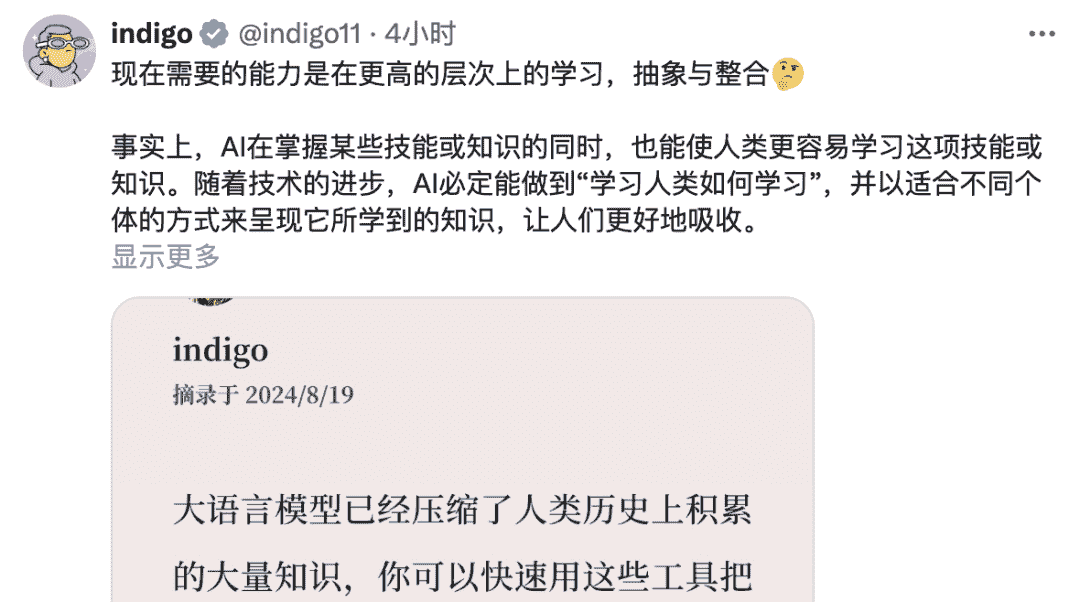 indigo @indigo11 · 4小时
现在需要的能力是在更高的层次上的学习，抽象与整合🤔
事实上，AI在掌握某些技能或知识的同时，也能使人类更容易学习这项技能或
知识。随着技术的进步，AI必定能做到“学习人类如何学习”，并以适合不同个
体的方式来呈现它所学到的知识，让人们更好地吸收。
显示更多
indigo
摘录于 2024/8/19
大语言模型已经压缩了人类历史上积累
的大量知识，你可以快速用这些工具把